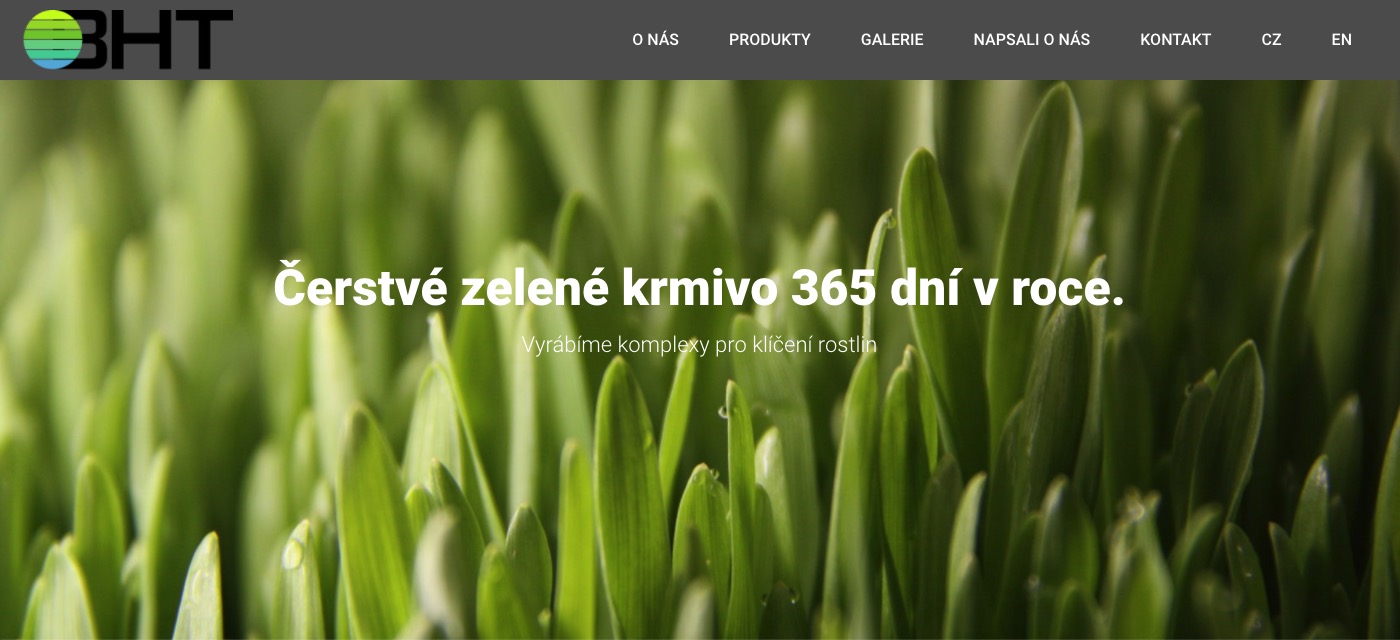 BHT
O NÁS
PRODUKTY
GALERIE
NAPSALI O NÁS
KONTAKT
CZ
EN
Čerstvé zelené krmivo 365 dní v roce.
Vyrábíme komplexy pro klíčení rostlin